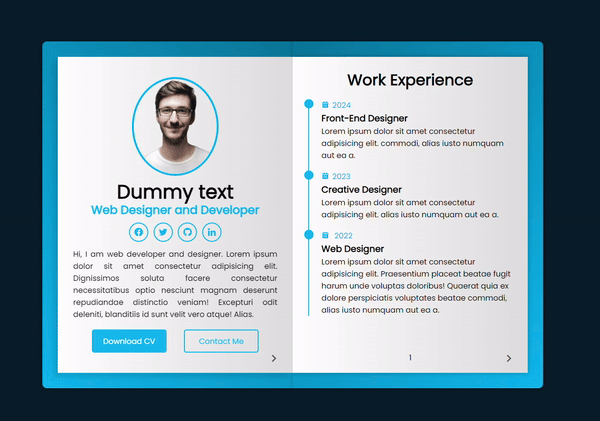 Dummy text
Web Designer and Developer
Hi, I am web developer and designer. Lorem ipsum
dolor sit amet consectetur adipisicing elit.
Dignissimos soluta facere consectetur
necessitatibus optio nesciunt magnam deserunt
repudiandae distinctio veniam! Excepturi odit
deleniti, blanditiis id sunt velit vero atque! Alias.
Download CV
Contact Me
Work Experience
2024
Front-End Designer
Lorem ipsum dolor sit amet consectetur
adipisicing elit. commodi, alias iusto numquam
aut ea a.
2023
Creative Designer
Lorem ipsum dolor sit amet consectetur
adipisicing elit. alias iusto numquam aut ea a.
2022
Web Designer
Lorem ipsum dolor sit amet consectetur
adipisicing elit. Praesentium placeat beatae fugit
harum unde voluptas doloribus! Quaerat quia ex
dolore perspiciatis voluptates beatae commodi,
alias iusto numquam aut ea a.
1